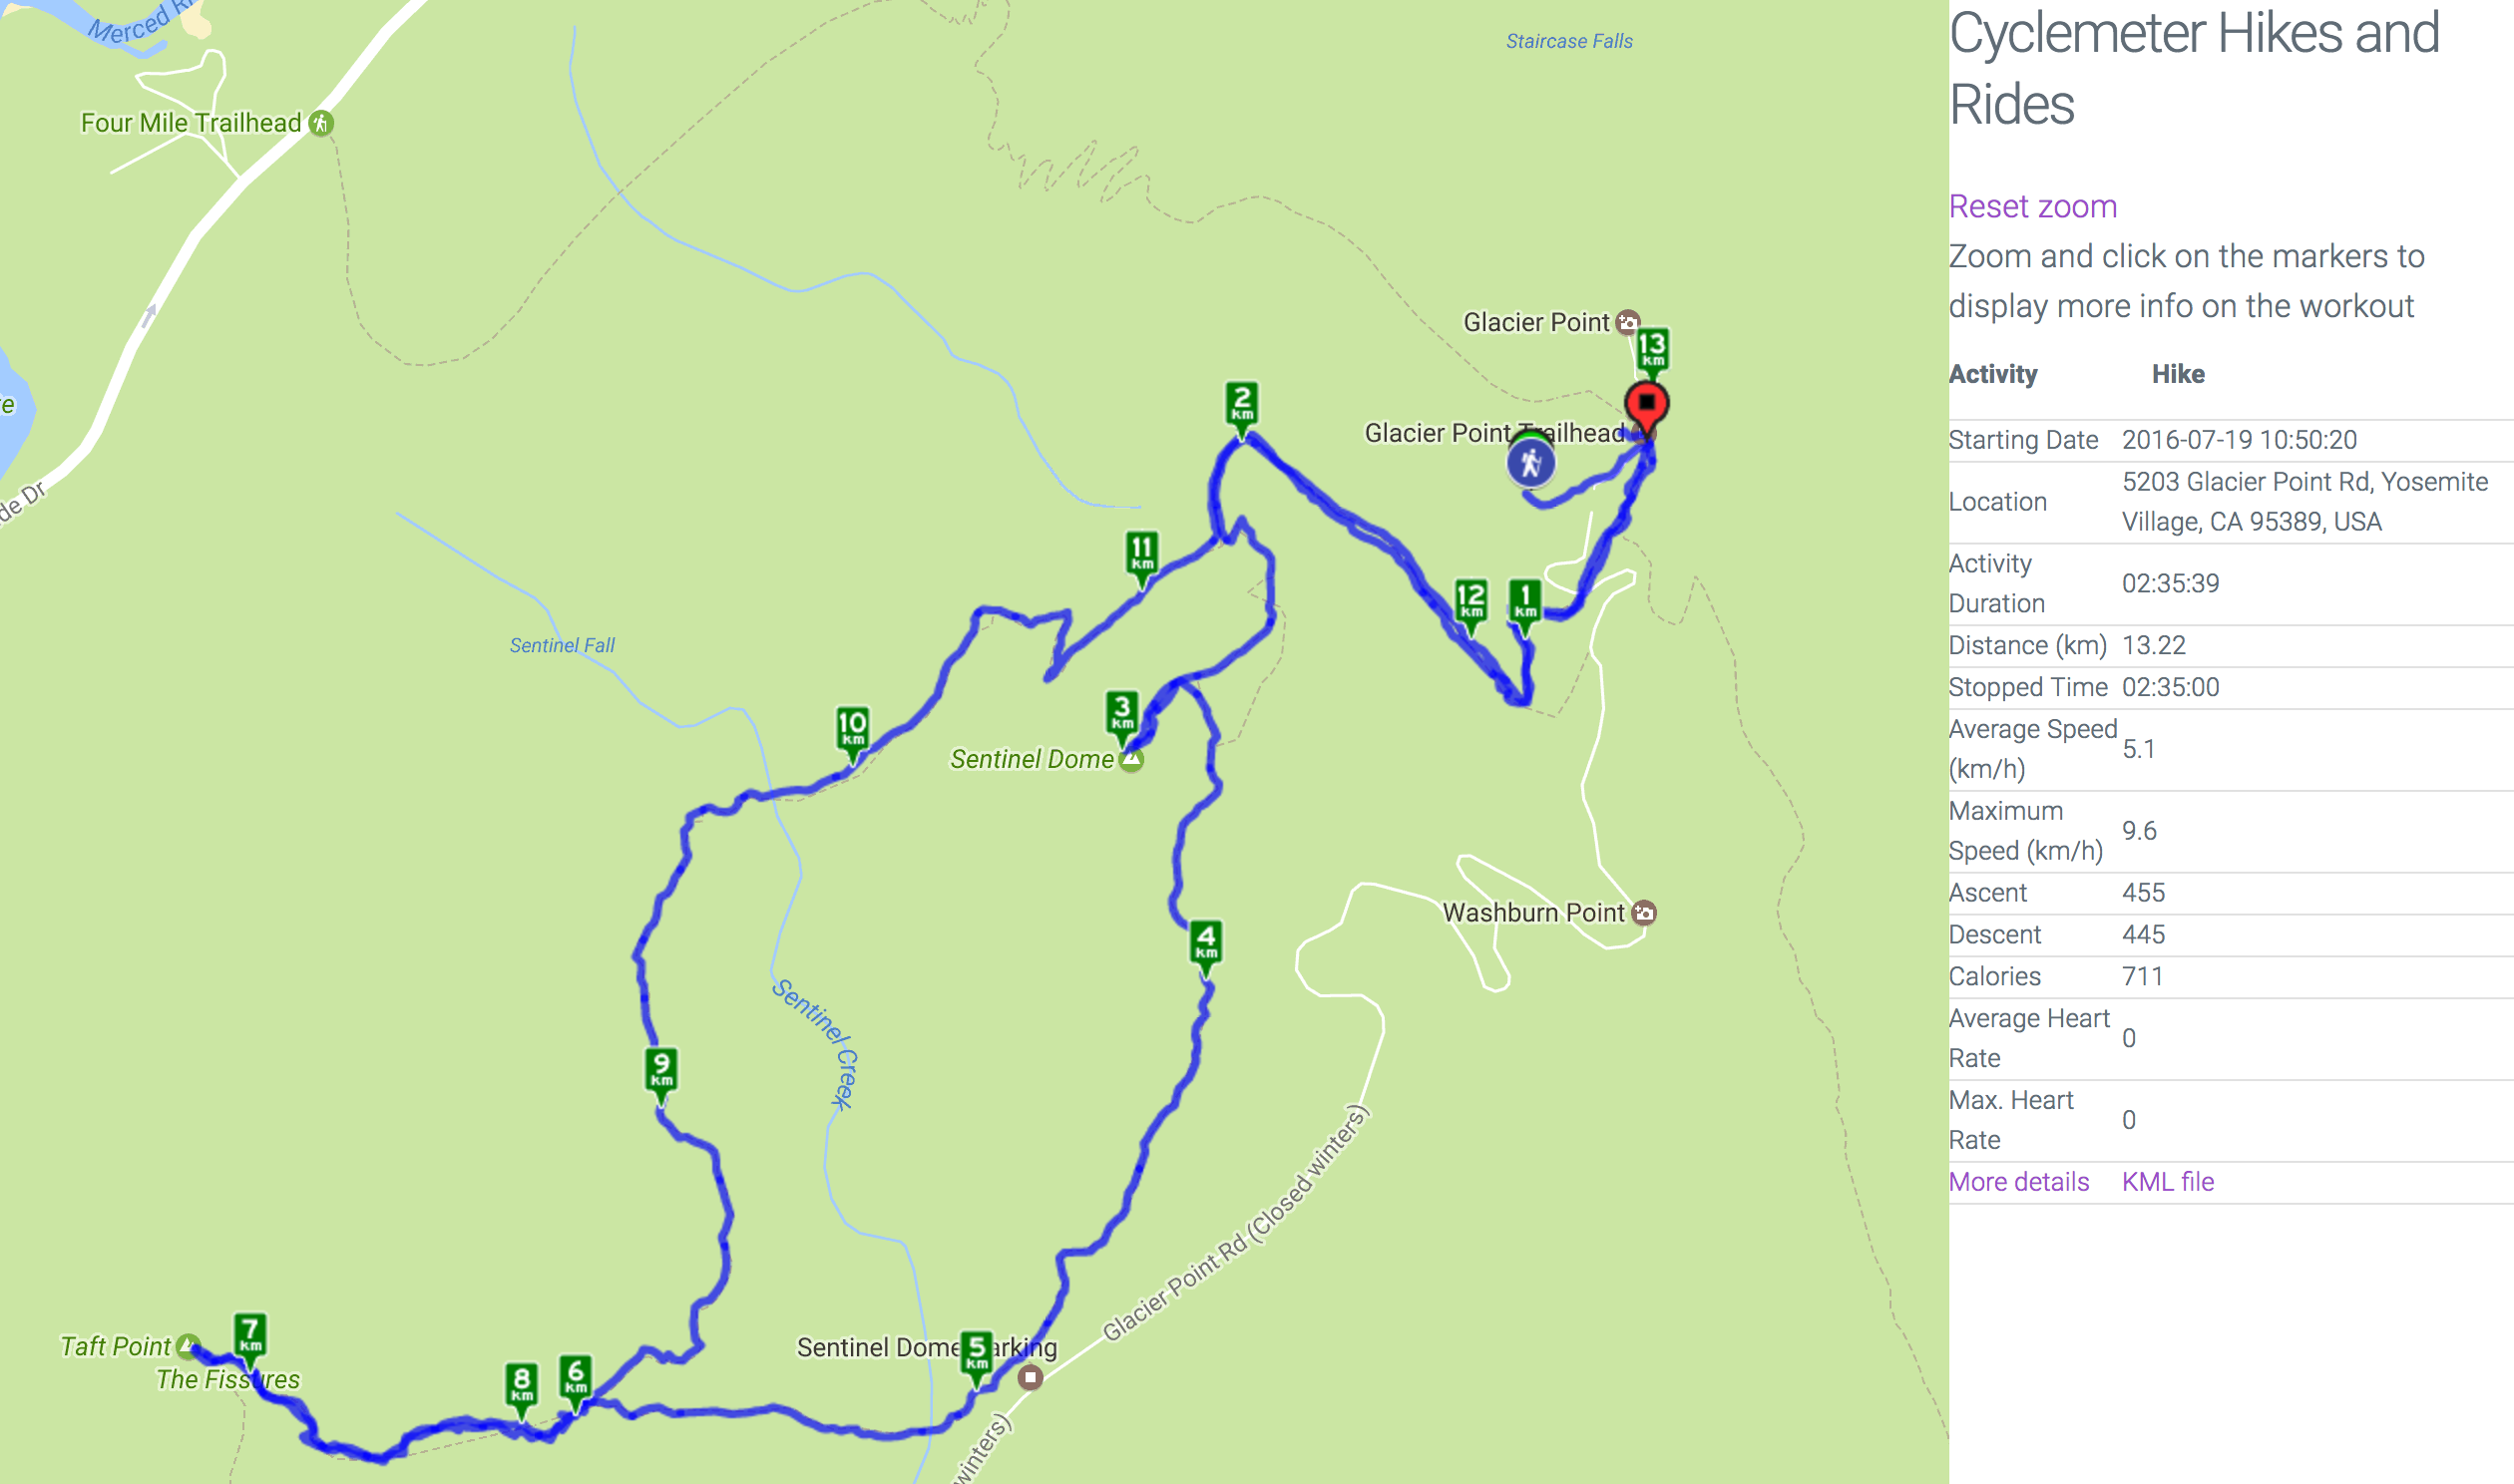 Merced Ri
Staircase Falls
Four Mile Trailhead
Glacier Point
13
km
2
km
Glacier Point Trailhead
de Dr
11
km
12
km
1
km
Sentinel Fall
3
km
10
km
Sentinel Dome
Washburn Point
4
km
Sentinel Creek
9
km
Glacier Point Rd (Closed winters)
Taft Point
7
km
The Fissures
Sentinel Dome arking
5
km
8
km
6
km
winters)
Cyclemeter Hikes and
Rides
Reset zoom
Zoom and click on the markers to
display more info on the workout
Activity Hike
Starting Date 2016-07-19 10:50:20
Location 5203 Glacier Point Rd, Yosemite
Village, CA 95389, USA
Activity
Duration 02:35:39
Distance (km) 13.22
Stopped Time 02:35:00
Average Speed
(km/h) 5.1
Maximum
Speed (km/h) 9.6
Ascent 455
Descent 445
Calories 711
Average Heart
Rate 0
Max. Heart
Rate 0
More details KML file